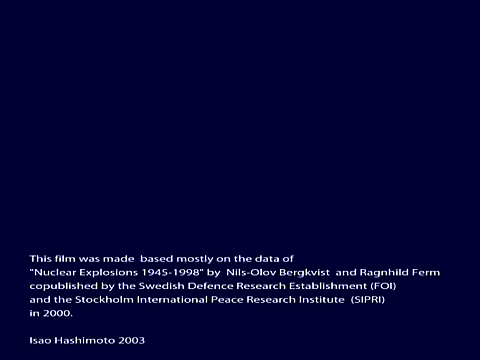 This film was made based mostly on the data of
"Nuclear Explosions 1945-1998" by Nils-Olov Bergkvist and Ragnhild Ferm
copublished by the Swedish Defence Research Establishment (FOI)
and the Stockholm International Peace Research Institute (SIPRI)
in 2000.
Isao Hashimoto 2003